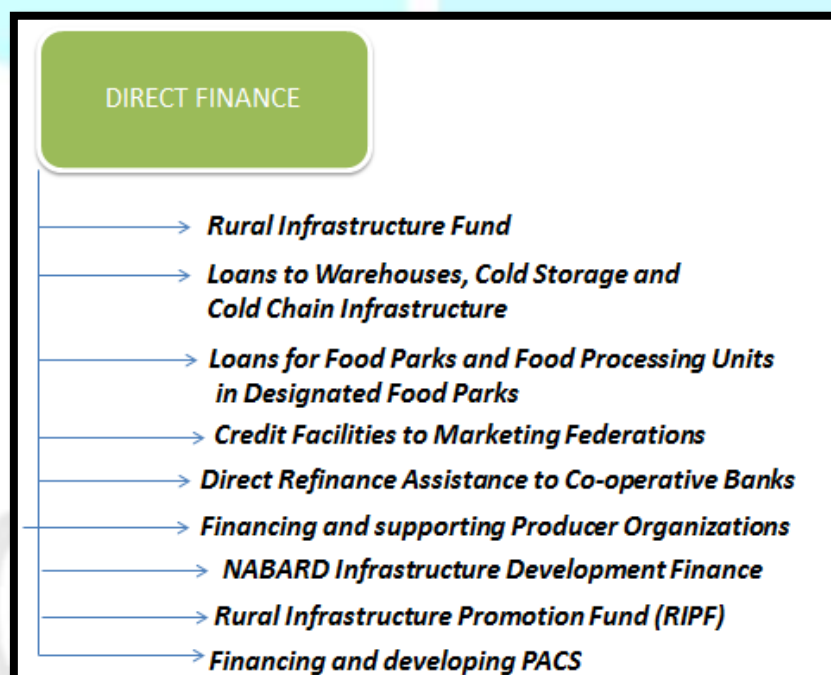 DIRECT FINANCE
Rural Infrastructure Fund
Loans to Warehouses, Cold Storage and
Cold Chain Infrastructure
Loans for Food Parks and Food Processing Units
in Designated Food Parks
Credit Facilities to Marketing Federations
Direct Refinance Assistance to Co-operative Banks
Financing and supporting Producer Organizations
NABARD Infrastructure Development Finance
Rural Infrastructure Promotion Fund (RIPF)
Financing and developing PACS